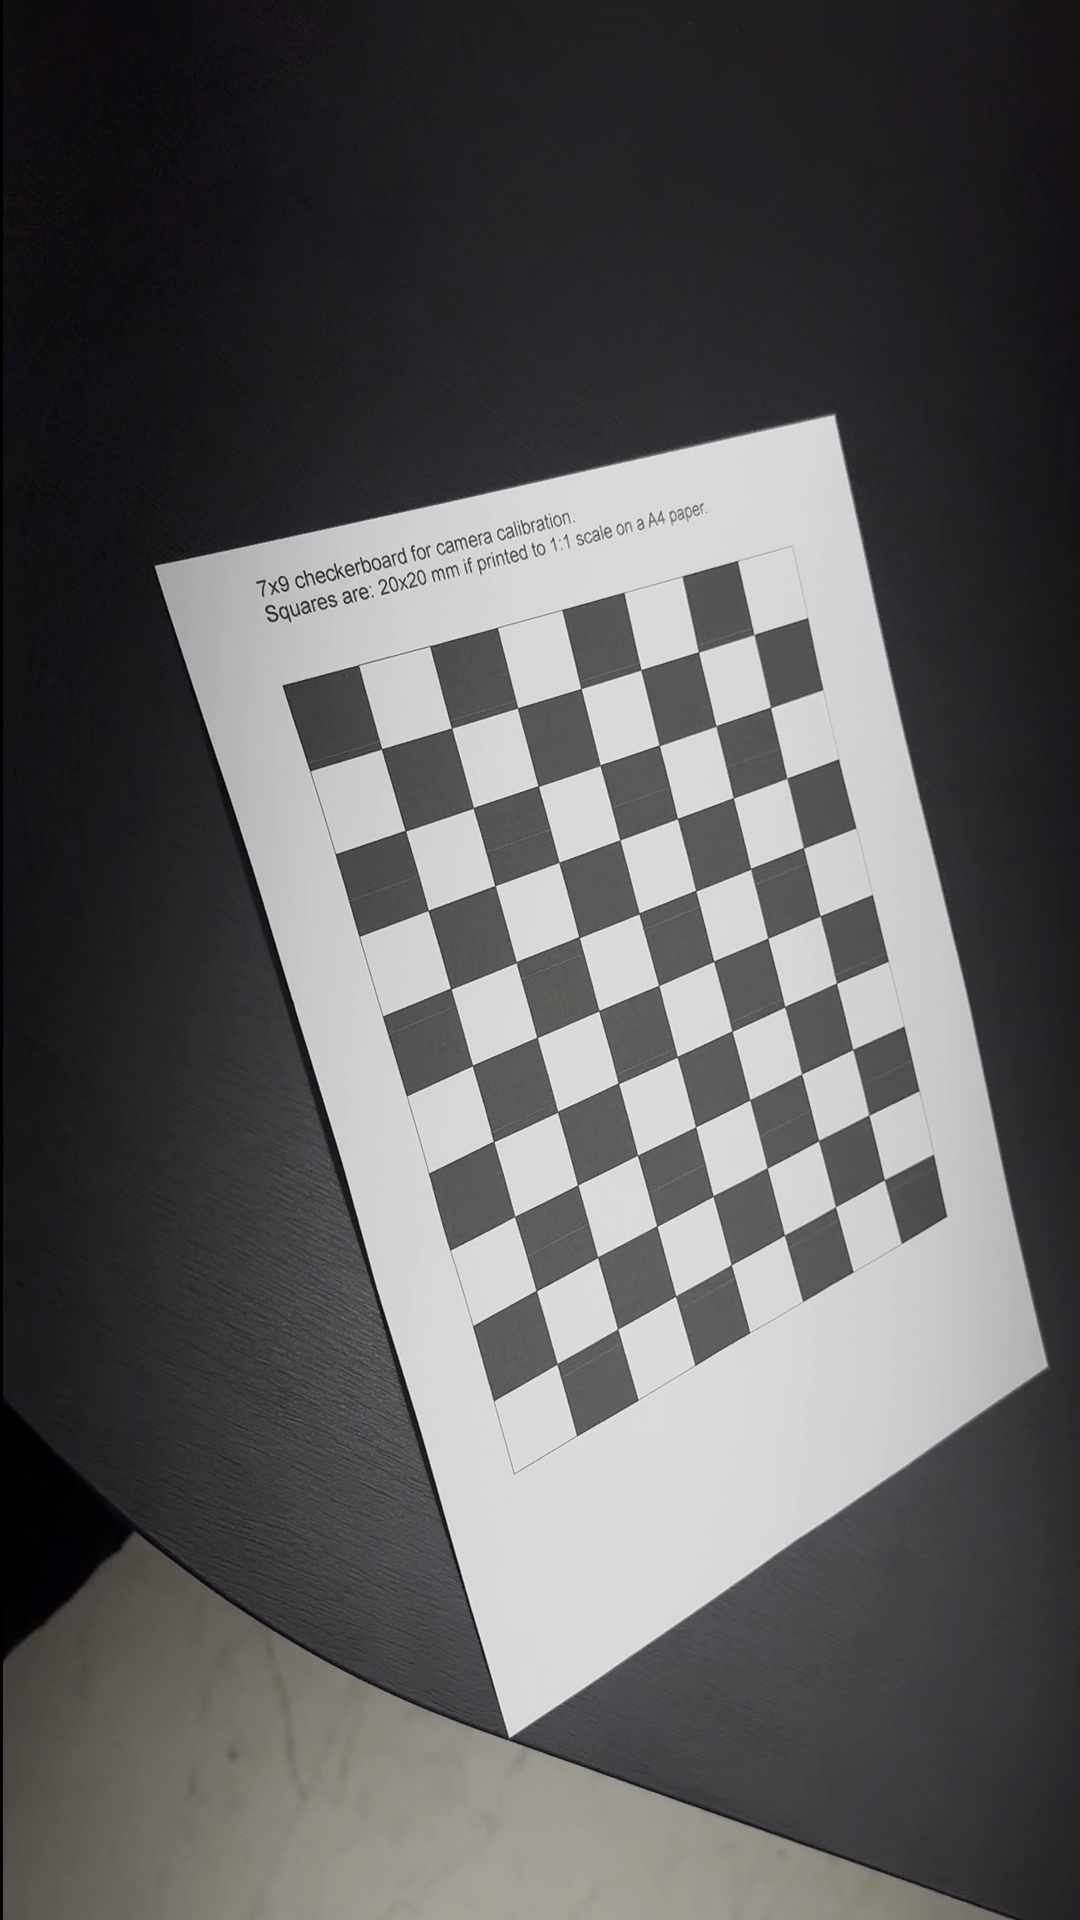 7x9 checkerboard for camera calibration.
Squares are: 20x20 mm if printed to 1:1 scale on a A4 paper.